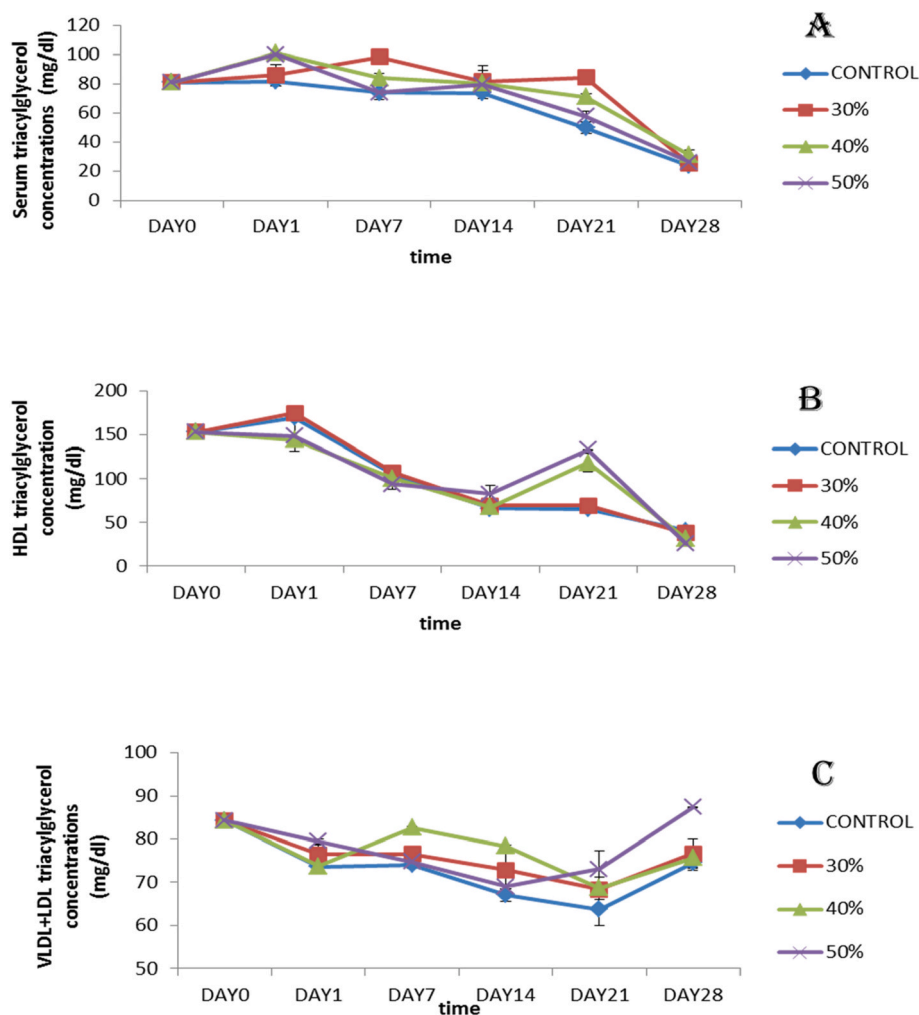 A
Serum triacylglycerol
concentrations (mg/dl)
120
100
80
60
40
20
0
DAY0 DAY1 DAY7 DAY14 DAY21 DAY28
time
CONTROL
30%
40%
50%
B
HDL triacylglycerol
concentration
(mg/dl)
200
150
100
50
0
DAY0 DAY1 DAY7 DAY14 DAY21 DAY28
time
CONTROL
30%
40%
50%
C
VLDL+LDL triacylglycerol
concentrations
(mg/dl)
100
90
80
70
60
50
DAY0 DAY1 DAY7 DAY14 DAY21 DAY28
time
CONTROL
30%
40%
50%